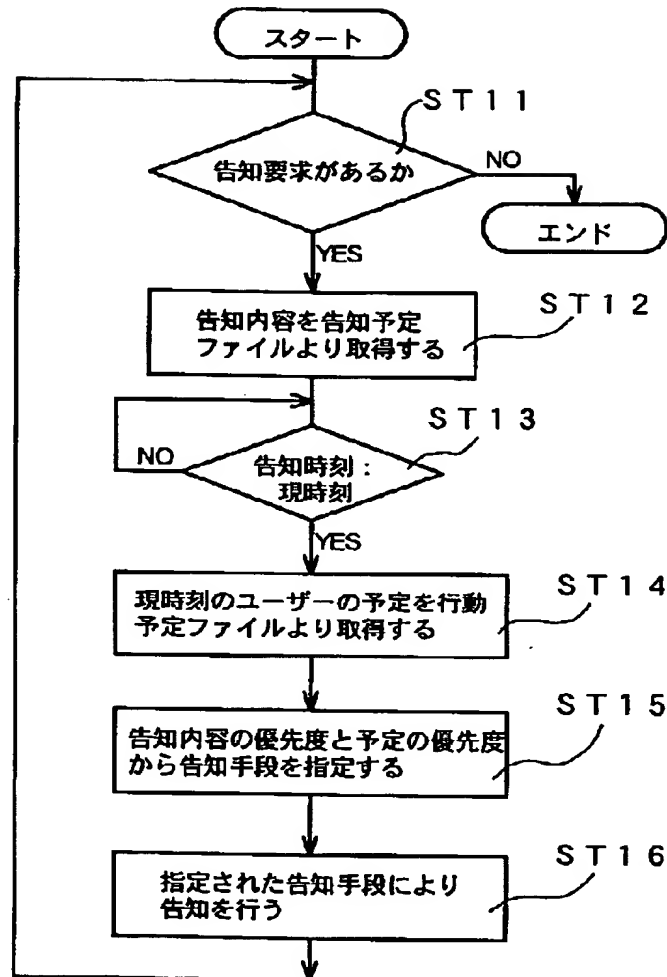 スタート
ST11
告知要求があるか
NO
エンド
YES
ST12
告知内容を告知予定
ファイルより取得する
ST13
NO
告知時刻:
現時刻
YES
ST14
現時刻のユーザーの予定を行動
予定ファイルより取得する
ST15
告知内容の優先度と予定の優先度
から告知手段を指定する
ST16
指定された告知手段により
告知を行う